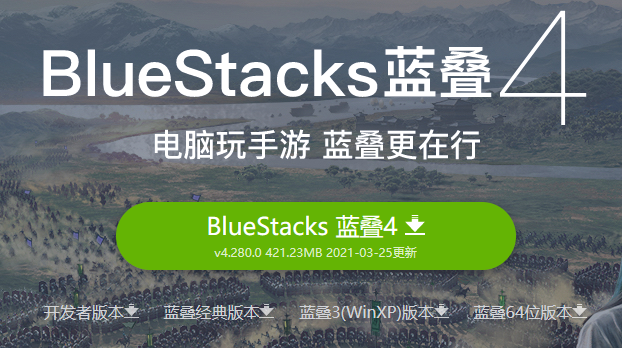 BlueStacks蓝叠4
电脑玩手游 蓝叠更在行
BlueStacks 蓝叠4
v4.280.0 421.23MB 2021-03-25更新
开发者版本 蓝叠经典版本 蓝叠3(WinXP)版本 蓝叠64位版本